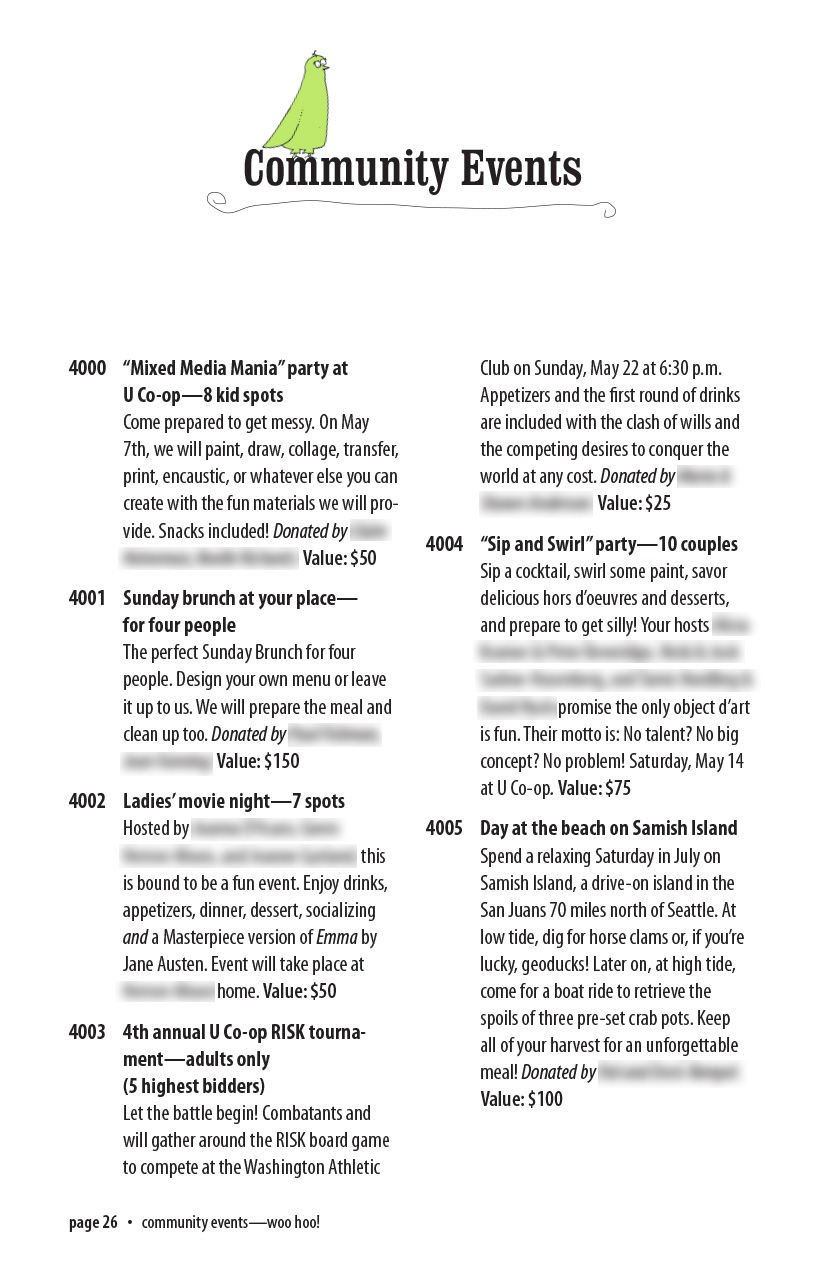 Community Events
4000 “Mixed Media Mania” party at
U Co-op—8 kid spots
Come prepared to get messy. On May
7th, we will paint, draw, collage, transfer,
print, encaustic, or whatever else you can
create with the fun materials we will pro-
vide. Snacks included! Donated by
Value: $50
4001 Sunday brunch at your place—
for four people
The perfect Sunday Brunch for four
people. Design your own menu or leave
it up to us. We will prepare the meal and
clean up too. Donated by
Value: $150
4002 Ladies’ movie night—7 spots
Hosted by
this
is bound to be a fun event. Enjoy drinks,
appetizers, dinner, dessert, socializing
and a Masterpiece version of Emma by
Jane Austen. Event will take place at
home. Value: $50
4003 4th annual U Co-op RISK tourna-
ment—adults only
(5 highest bidders)
Let the battle begin! Combatants and
will gather around the RISK board game
to compete at the Washington Athletic
Club on Sunday, May 22 at 6:30 p.m.
Appetizers and the first round of drinks
are included with the clash of wills and
the competing desires to conquer the
world at any cost. Donated by
Value: $25
4004 “Sip and Swirl” party—10 couples
Sip a cocktail, swirl some paint, savor
delicious hors d’oeuvres and desserts,
and prepare to get silly! Your hosts
promise the only object d’art
is fun. Their motto is: No talent? No big
concept? No problem! Saturday, May 14
at U Co-op. Value: $75
4005 Day at the beach on Samish Island
Spend a relaxing Saturday in July on
Samish Island, a drive-on island in the
San Juans 70 miles north of Seattle. At
low tide, dig for horse clams or, if you’re
lucky, geoducks! Later on, at high tide,
come for a boat ride to retrieve the
spoils of three pre-set crab pots. Keep
all of your harvest for an unforgettable
meal! Donated by
Value: $100
page 26 • community events—woo hoo!